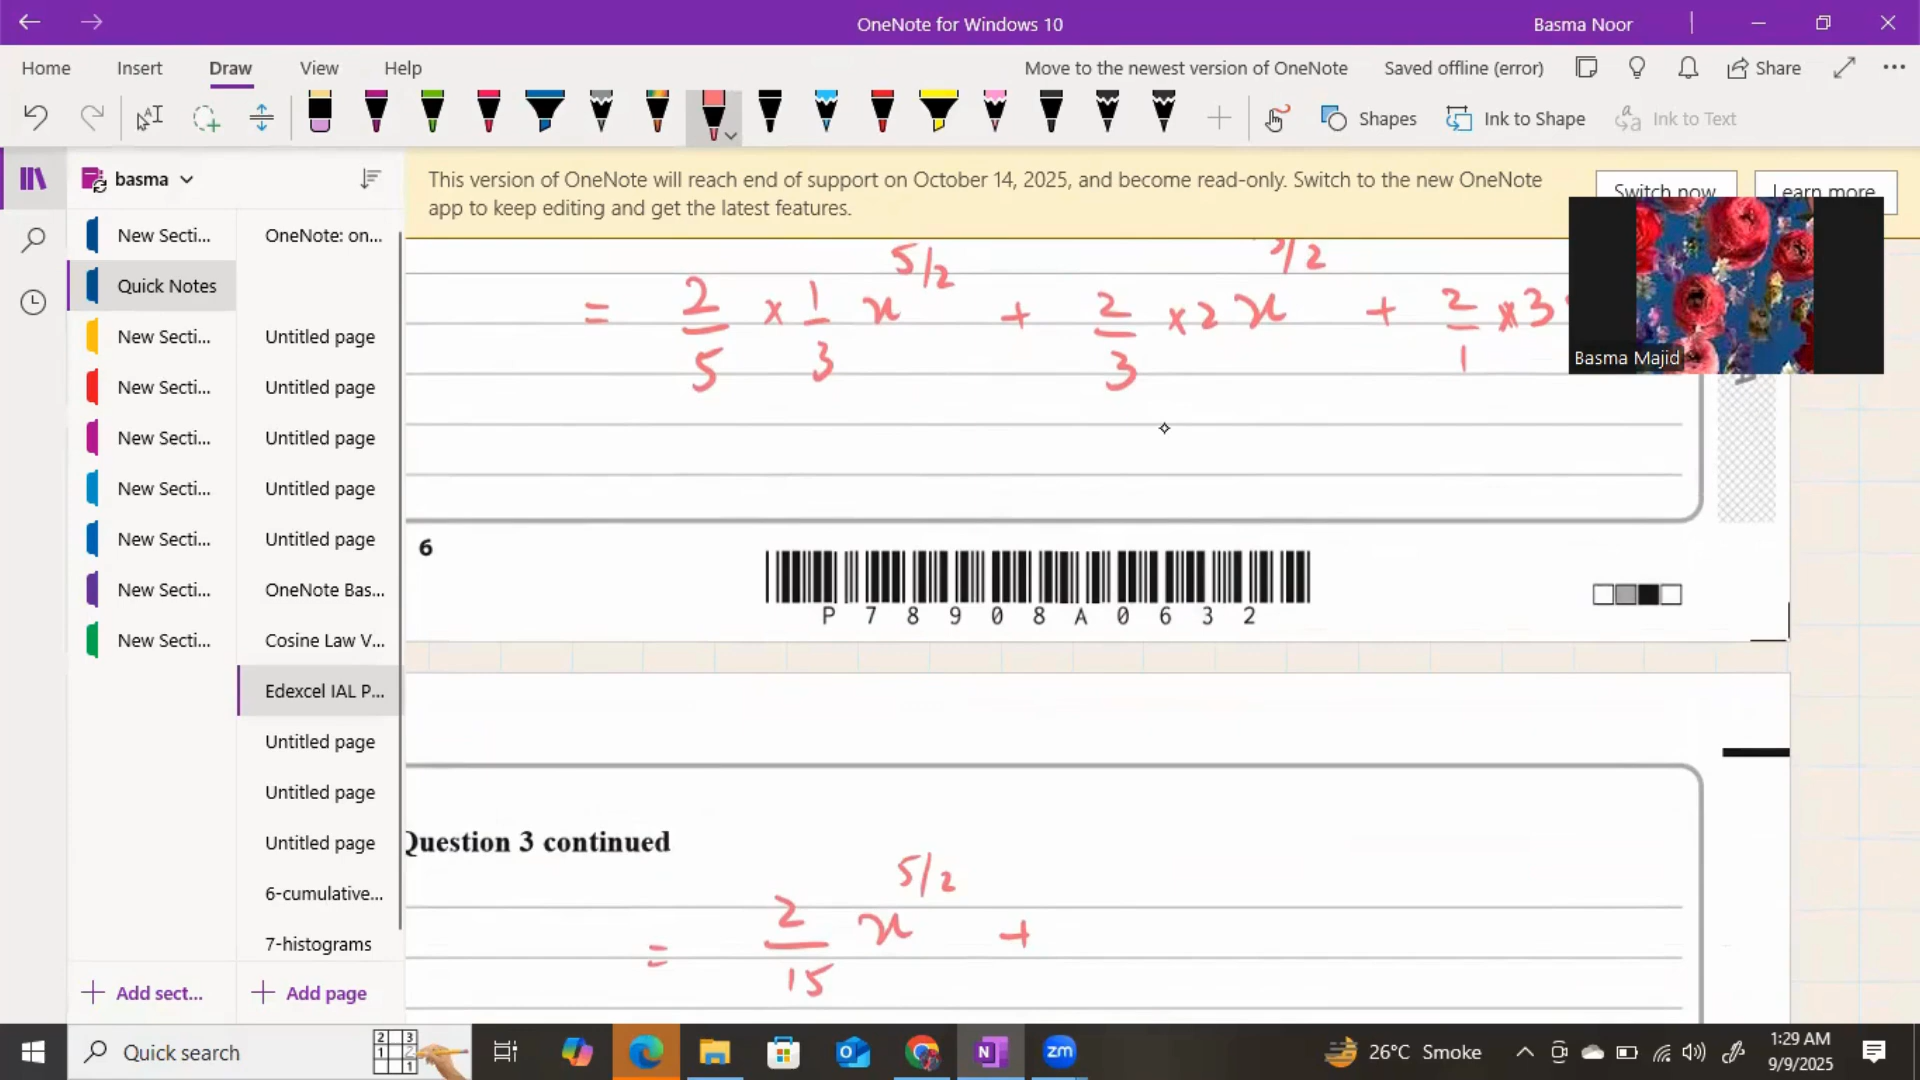 OneNote for Windows 10
Basma Noor
Home Insert Draw View Help
Move to the newest version of OneNote
Saved offline (error)
Share
Shapes
Ink to Shape
Ink to Text
basma
This version of OneNote will reach end of support on October 14, 2025, and become read-only. Switch to the new OneNote
app to keep editing and get the latest features.
Switch now
Learn more
New Secti...
Quick Notes
New Secti...
New Secti...
New Secti...
New Secti...
New Secti...
New Secti...
New Secti...
OneNote: on...
Untitled page
Untitled page
Untitled page
Untitled page
Untitled page
OneNote Bas...
Cosine Law V...
Edexcel IAL P...
Untitled page
Untitled page
Untitled page
6-cumulative...
7-histograms
Add sect...
Add page
= 2/5 × 1/3 x^5/2 + 2/3 × 2 x^3/2 + 2/1 × 3
Basma Majid
6
P 7 8 9 0 8 A 0 6 3 2
Question 3 continued
= 2/15 x^5/2 +
Quick search
26°C Smoke
1:29 AM
9/9/2025